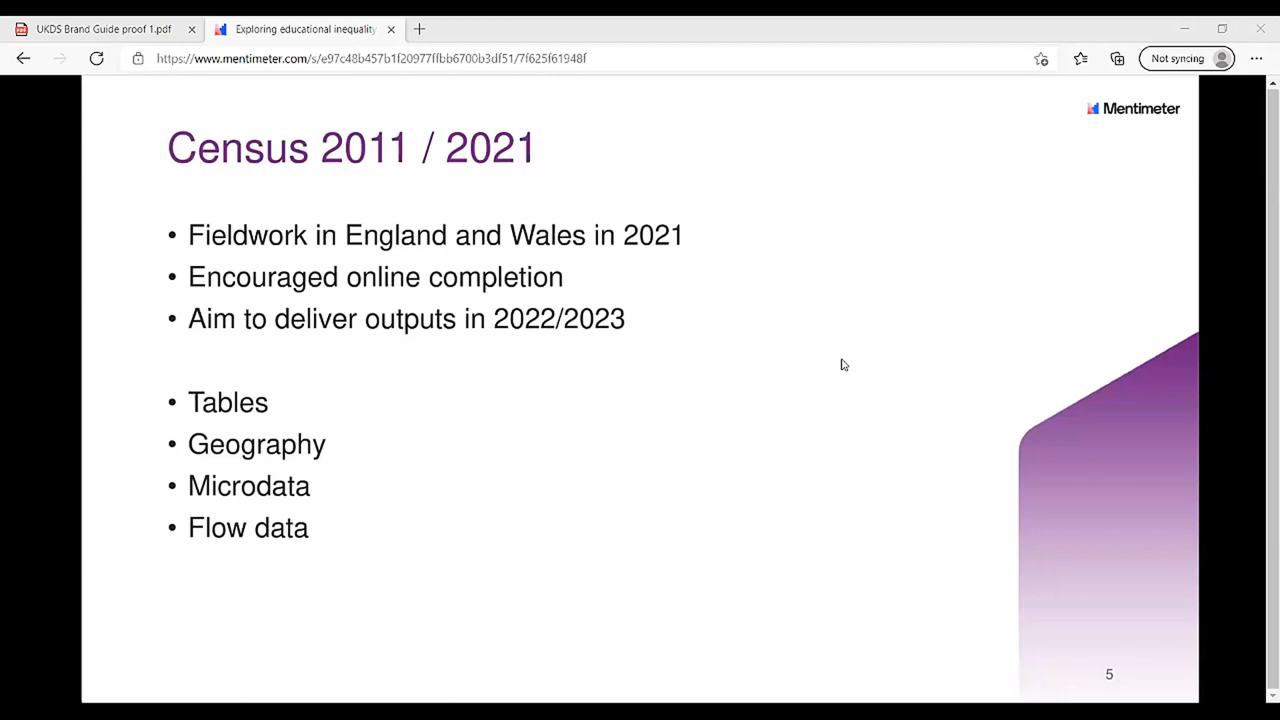 UKDS Brand Guide proof 1.pdf
Exploring educational inequality
https://www.mentimeter.com/s/e97c48b457b1f20977ffbb6700b3df51/7f625f61948f
Not syncing
Mentimeter
Census 2011 / 2021
• Fieldwork in England and Wales in 2021
• Encouraged online completion
• Aim to deliver outputs in 2022/2023
• Tables
• Geography
• Microdata
• Flow data
5